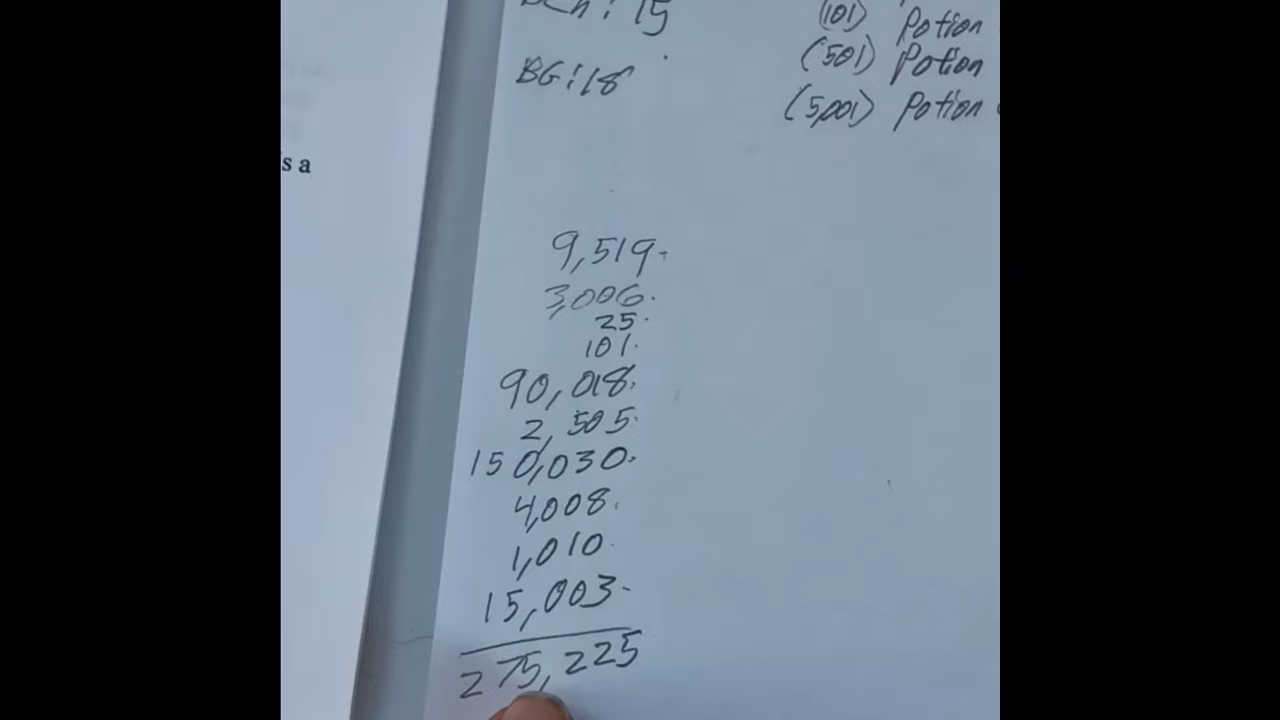 : 15
BG: 18
(101) Potion
(501) Potion
(5,001) Potion
s a
9,519.
3,006.
25.
101.
90,018.
2,505.
150,030.
4,008.
1,010.
15,003.
275,225